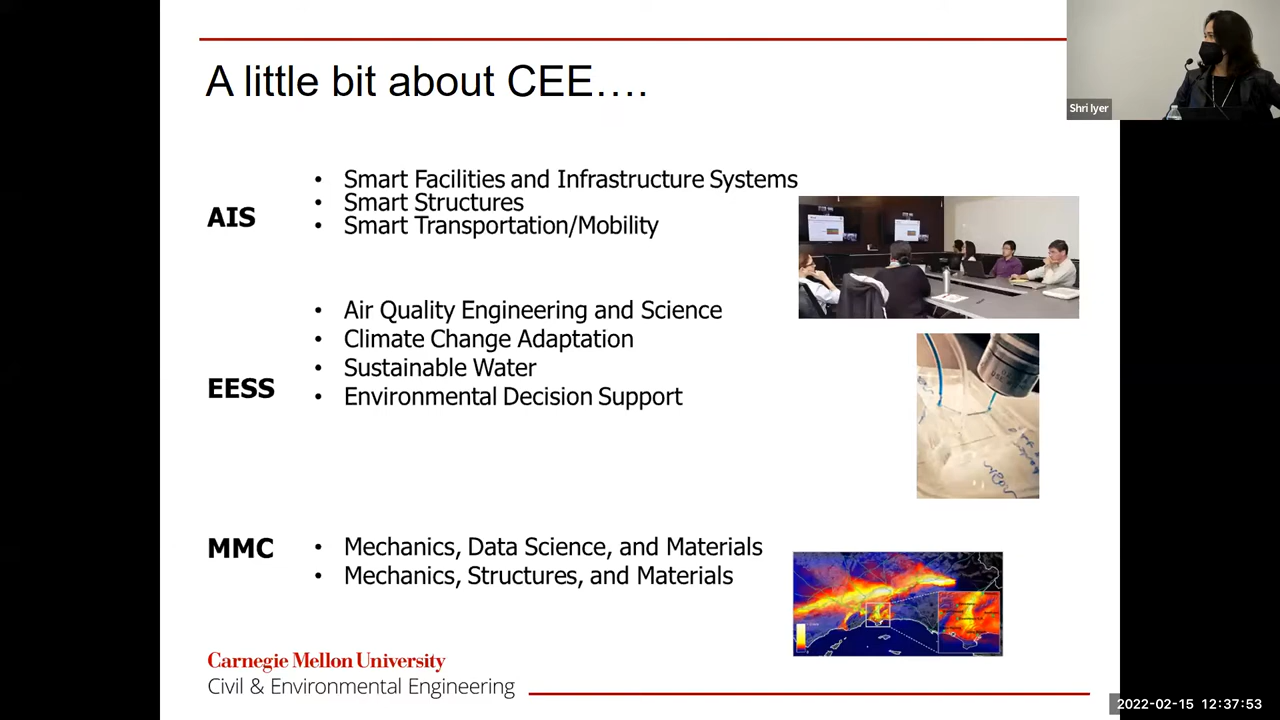 A little bit about CEE….
Shri Iyer
AIS
• Smart Facilities and Infrastructure Systems
• Smart Structures
• Smart Transportation/Mobility
EESS
• Air Quality Engineering and Science
• Climate Change Adaptation
• Sustainable Water
• Environmental Decision Support
MMC
• Mechanics, Data Science, and Materials
• Mechanics, Structures, and Materials
Carnegie Mellon University
Civil & Environmental Engineering
2022-02-15 12:37:53